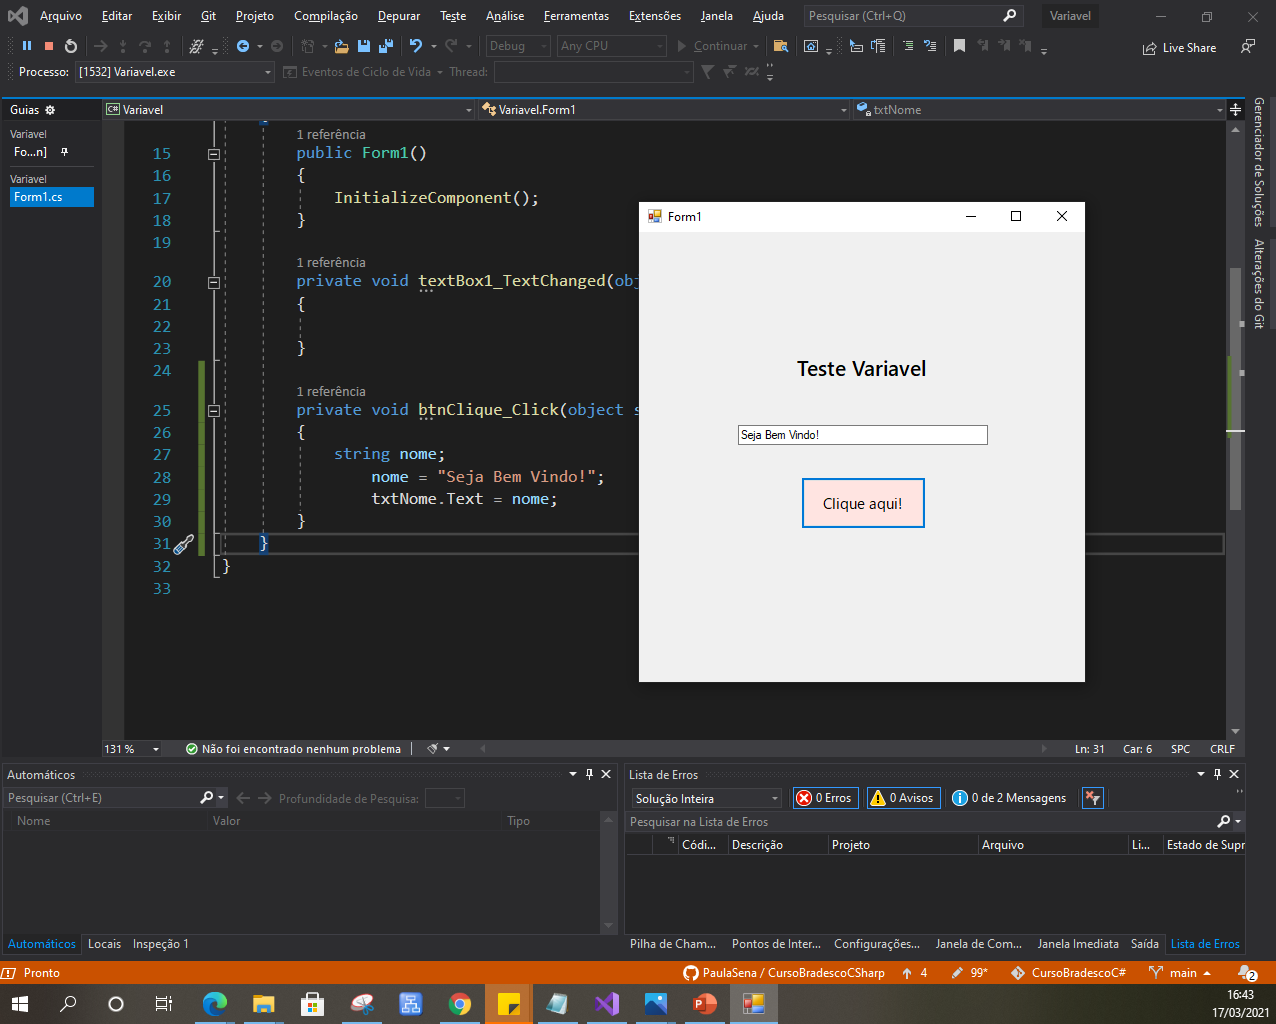 Arquivo Editar Exibir Git Projeto Compilação Depurar Teste Análise Ferramentas Extensões Janela Ajuda Pesquisar (Ctrl+Q) Variavel
Debug Any CPU Continuar Live Share
Processo: [1532] Variavel.exe Eventos de Ciclo de Vida Thread:
Guias
Variavel
Fo...n]
Variavel
Form1.cs
C# Variavel Variavel.Form1 txtNome
1 referência
15 public Form1()
16 {
17 InitializeComponent();
18 }
19
1 referência
20 private void textBox1_TextChanged(obj
21 {
22
23 }
24
1 referência
25 private void btnClique_Click(object s
26 {
27 string nome;
28 nome = "Seja Bem Vindo!";
29 txtNome.Text = nome;
30 }
31 }
32 }
33
Form1
Teste Variavel
Seja Bem Vindo!
Clique aqui!
Gerenciador de Soluções
Alterações do Git
131 % Não foi encontrado nenhum problema Ln: 31 Car: 6 SPC CRLF
Automáticos
Pesquisar (Ctrl+E) Profundidade de Pesquisa:
Nome Valor Tipo
Automáticos Locais Inspeção 1
Lista de Erros
Solução Inteira 0 Erros 0 Avisos 0 de 2 Mensagens
Pesquisar na Lista de Erros
Códi... Descrição Projeto Arquivo Li... Estado de Supr
Pilha de Cham... Pontos de Inter... Configurações... Janela de Com... Janela Imediata Saída Lista de Erros
Pronto PaulaSena / CursoBradescoCSharp 4 99* CursoBradescoC# main 2
16:43
17/03/2021